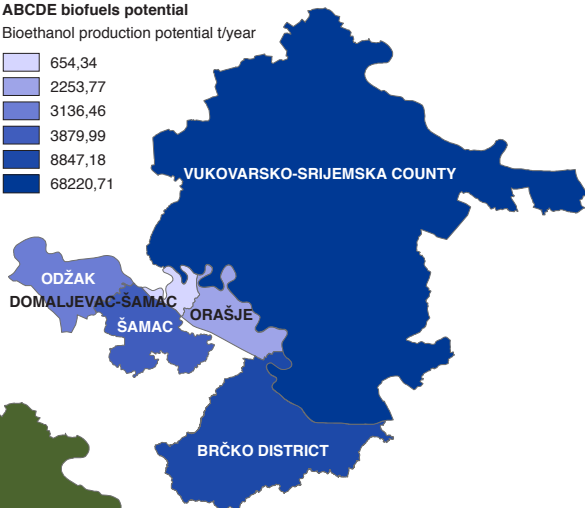 ABCDE biofuels potential
Bioethanol production potential t/year
654,34
2253,77
3136,46
3879,99
8847,18
68220,71
VUKOVARSKO-SRIJEMSKA COUNTY
ODŽAK
DOMALJEVAC-ŠAMAC
ORAŠJE
ŠAMAC
BRČKO DISTRICT